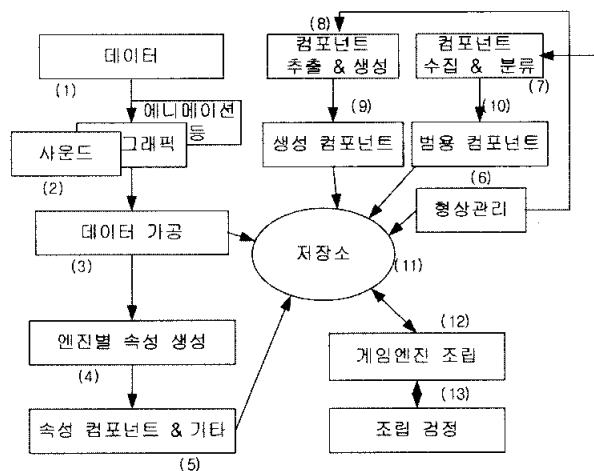 데이터
(1)
에니메이션
등
그래픽
사운드
(2)
데이터 가공
(3)
엔진별 속성 생성
(4)
속성 컴포넌트 & 기타
(5)
(8)
컴포넌트
추출 & 생성
(9)
생성 컴포넌트
컴포넌트
수집 & 분류
(7)
(10)
범용 컴포넌트
(6)
형상관리
저장소
(11)
(12)
게임엔진 조립
(13)
조립 검정